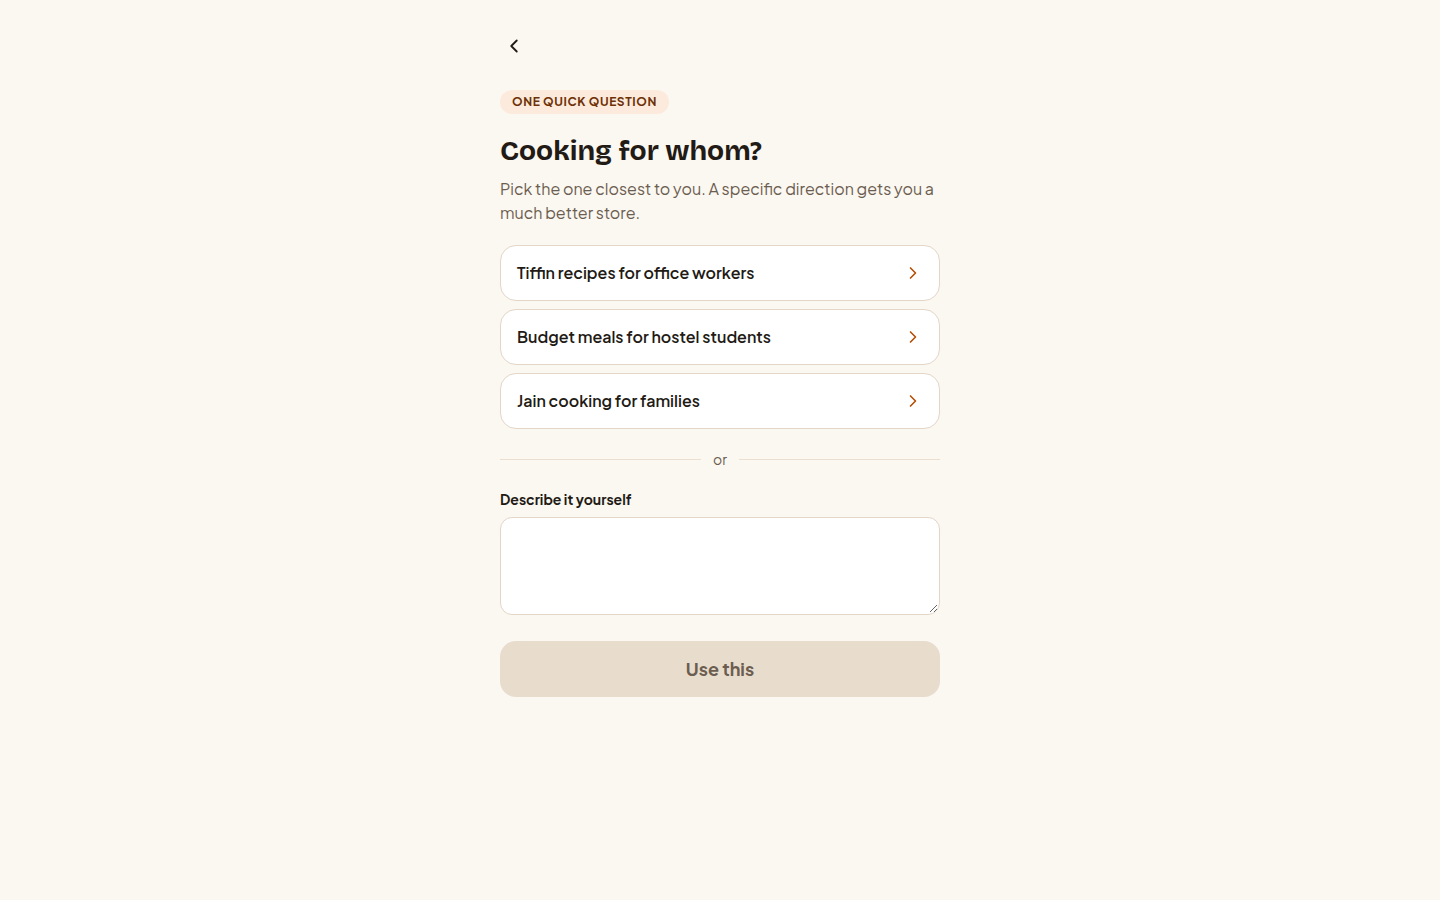 ONE QUICK QUESTION
Cooking for whom?
Pick the one closest to you. A specific direction gets you a
much better store.
Tiffin recipes for office workers
Budget meals for hostel students
Jain cooking for families
or
Describe it yourself
Use this